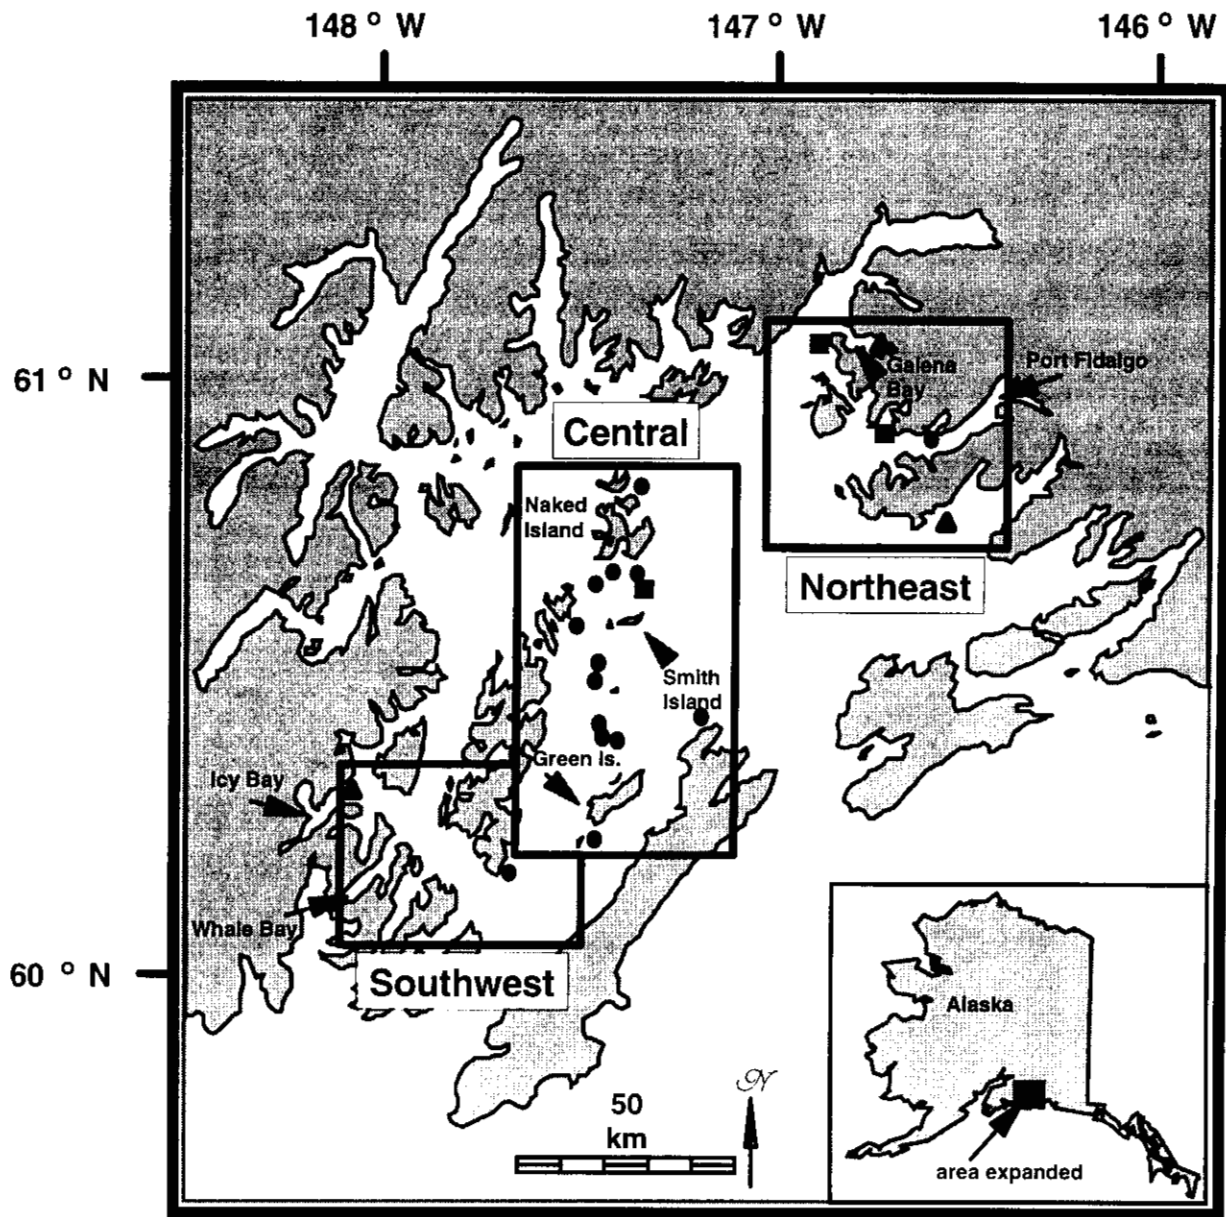 148 ° W
147 ° W
146 ° W
61 ° N
Port Fidalgo
Galena
Bay
Central
Naked
Island
Northeast
Smith
Island
Green Is.
Icy Bay
Whale Bay
60 ° N
Southwest
Alaska
N
50
km
area expanded